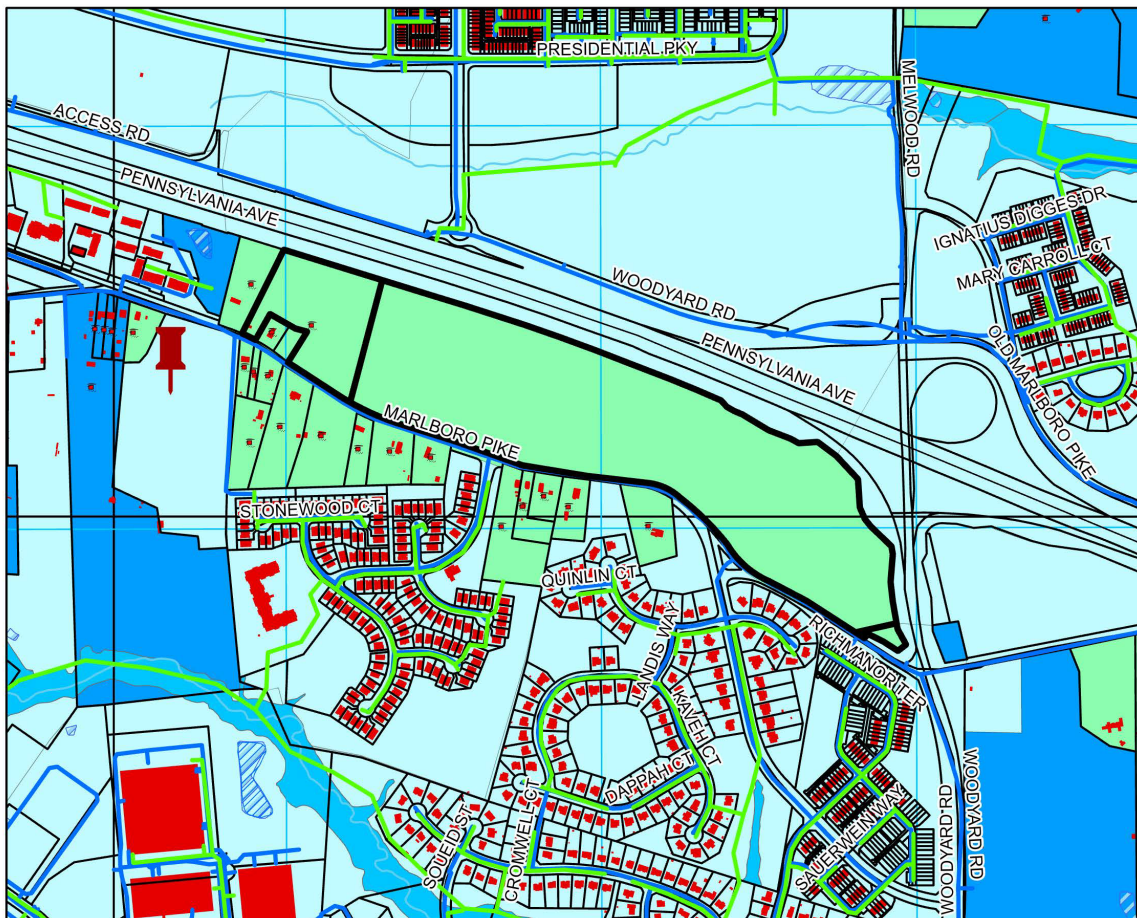 PRESIDENTIAL PKY
MELWOOD RD
ACCESS RD
PENNSYLVANIA AVE
IGNATIUS DIGGES DR
MARY CARROLL CT
WOODYARD RD
PENNSYLVANIA AVE
OLD MARLBORO PIKE
MARLBORO PIKE
STONEWOOD CT
QUINLIN CT
LANDIS WAY
RICHMANOR TER
KAVEH CT
DAPPAH CT
CROMWELL CT
SQUEID ST
SAUERWEIN WAY
WOODYARD RD
WOODYARD RD